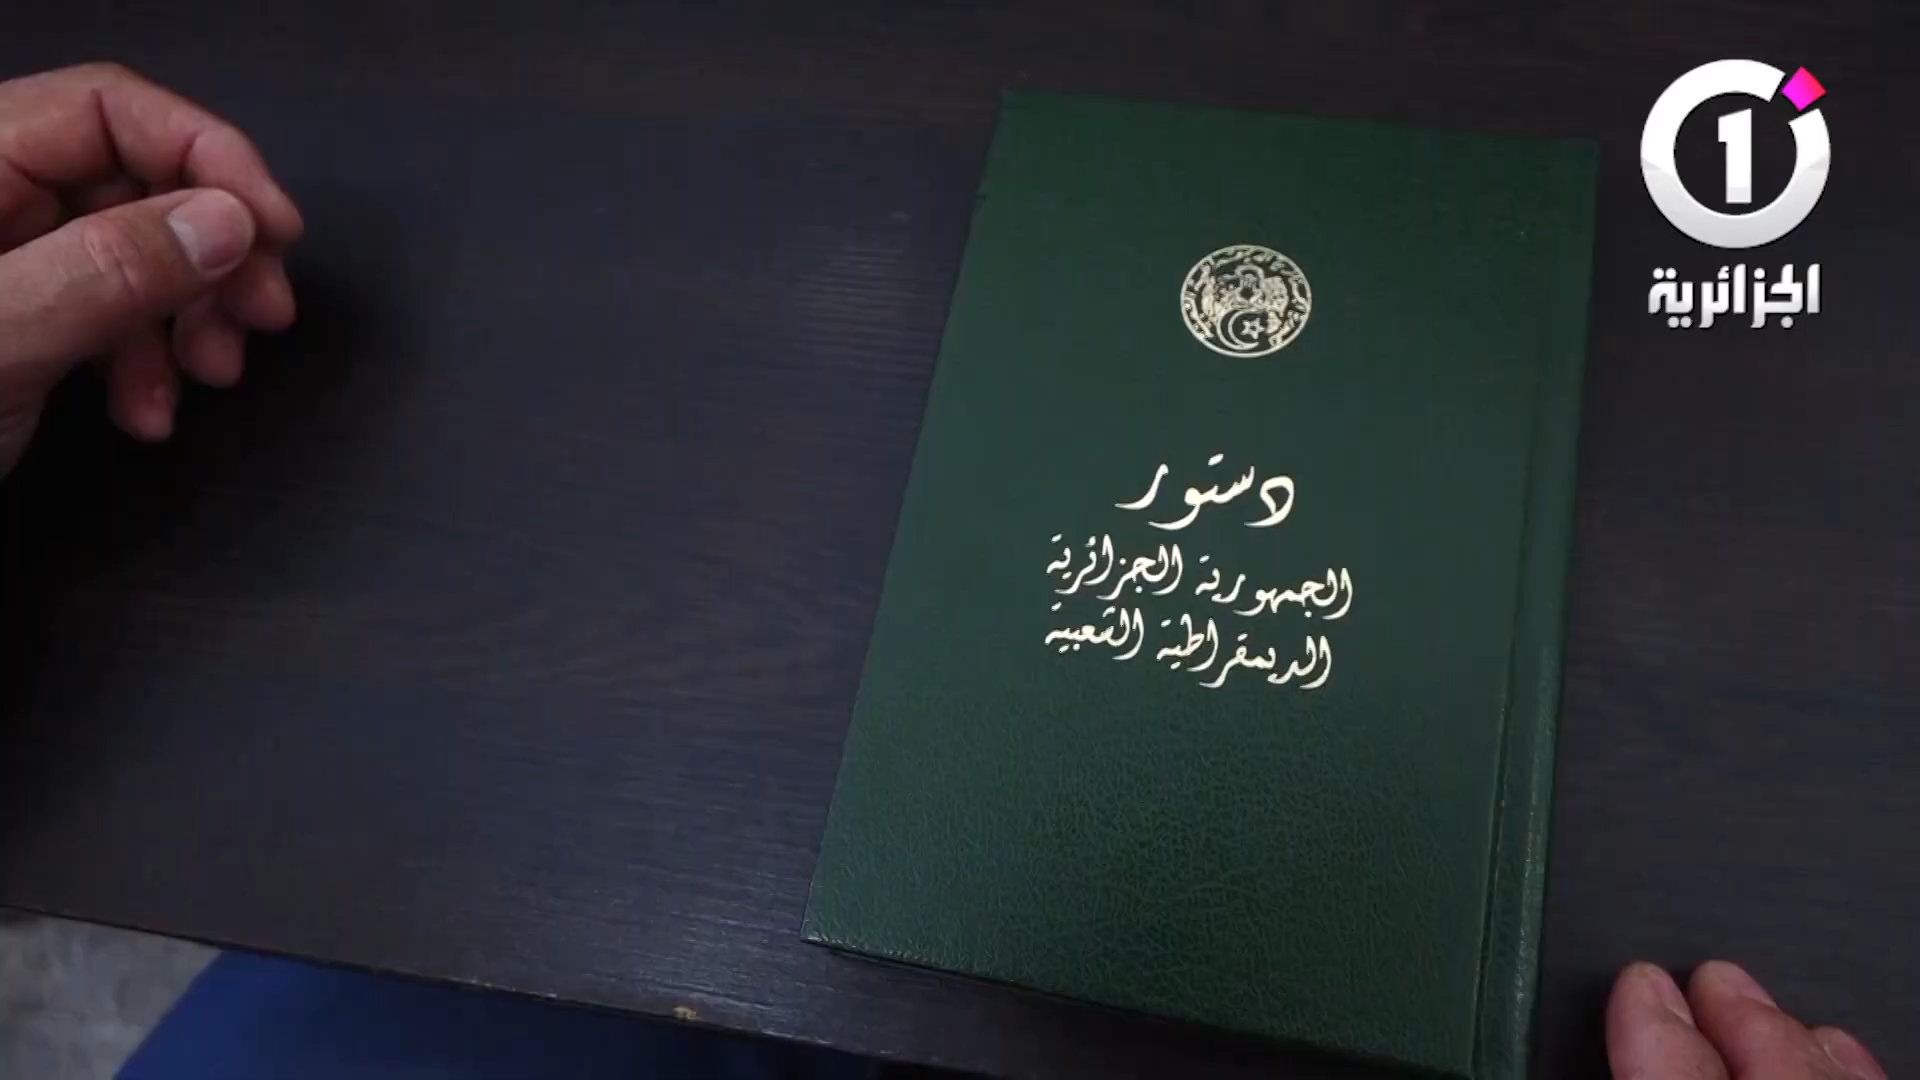 1
الجزائرية
دستور
الجمهورية الجزائرية
الديمقراطية الشعبية